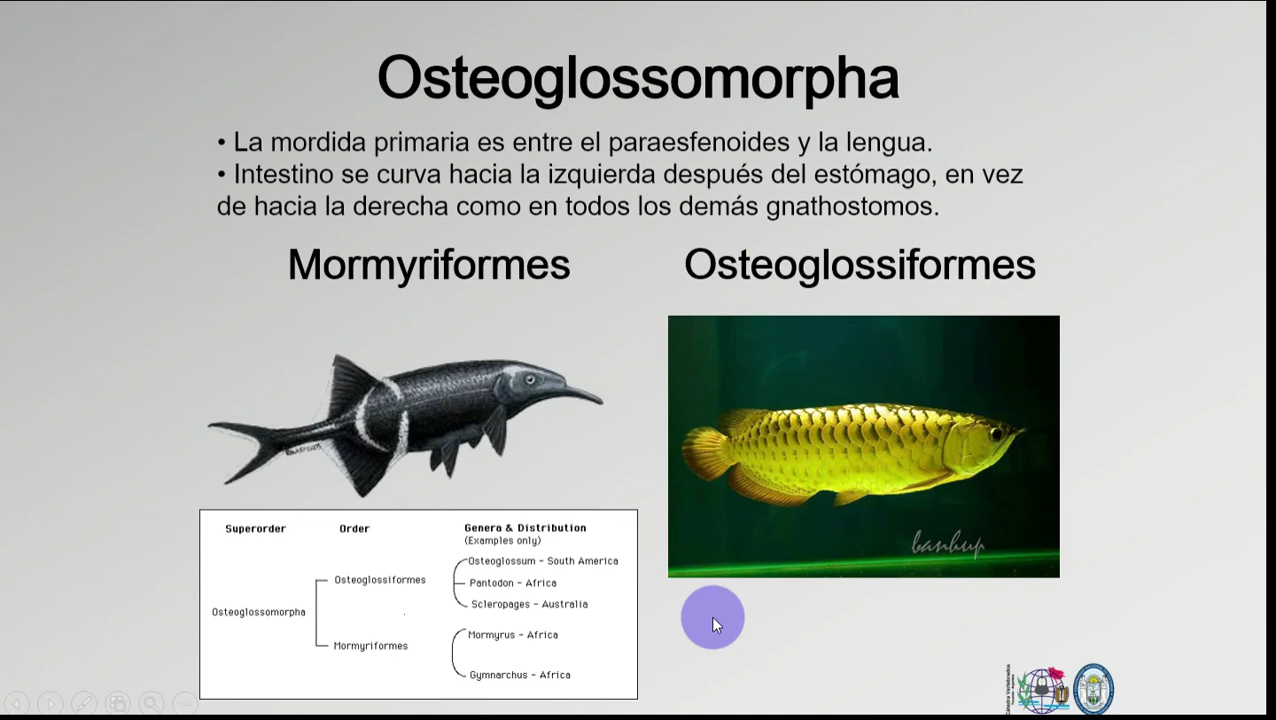 Osteoglossomorpha
• La mordida primaria es entre el paraesfenoides y la lengua.
• Intestino se curva hacia la izquierda después del estómago, en vez
de hacia la derecha como en todos los demás gnathostomos.
Mormyriformes
Osteoglossiformes
banhup
Superorder Order Genera & Distribution
(Examples only)
Osteoglossum - South America
Osteoglossiformes
Pantodon - Africa
Scleropages - Australia
Osteoglossomorpha
Mormyrus - Africa
Mormyriformes
Gymnarchus - Africa